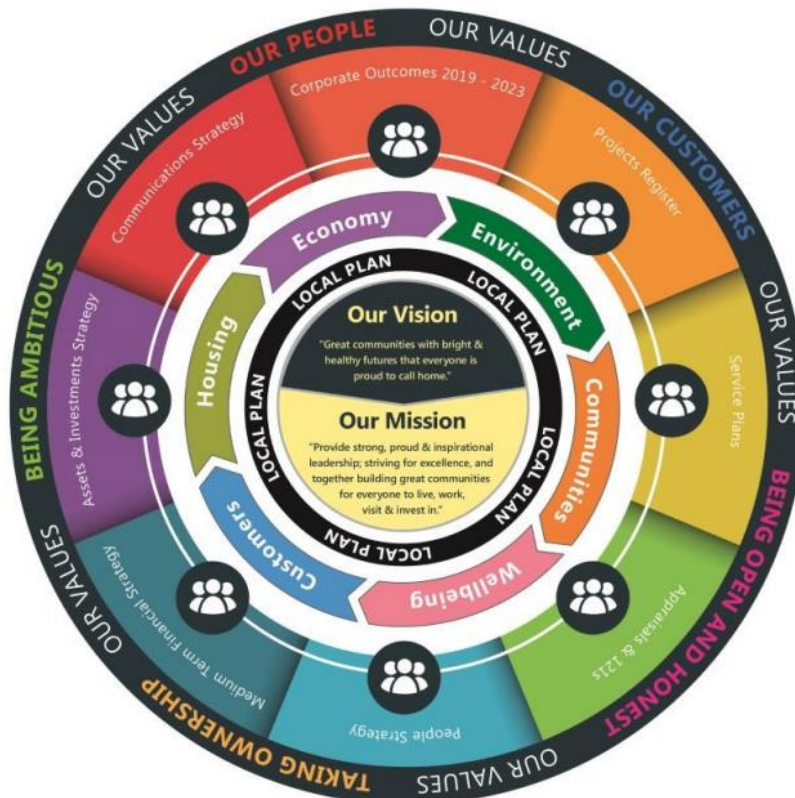 OUR PEOPLE
OUR VALUES
OUR CUSTOMERS
OUR VALUES
BEING OPEN AND HONEST
OUR VALUES
TAKING OWNERSHIP
OUR VALUES
BEING AMBITIOUS
OUR VALUES
Corporate Outcomes 2019 - 2023
Projects Register
Service Plans
Appraisals & 121s
People Strategy
Medium Term Financial Strategy
Assets & Investments Strategy
Communications Strategy
Economy
Environment
Communities
Wellbeing
Customers
Housing
LOCAL PLAN
LOCAL PLAN
LOCAL PLAN
LOCAL PLAN
LOCAL PLAN
LOCAL PLAN
Our Vision
"Great communities with bright &
healthy futures that everyone is
proud to call home."
Our Mission
"Provide strong, proud & inspirational
leadership; striving for excellence, and
together building great communities
for everyone to live, work,
visit & invest in."